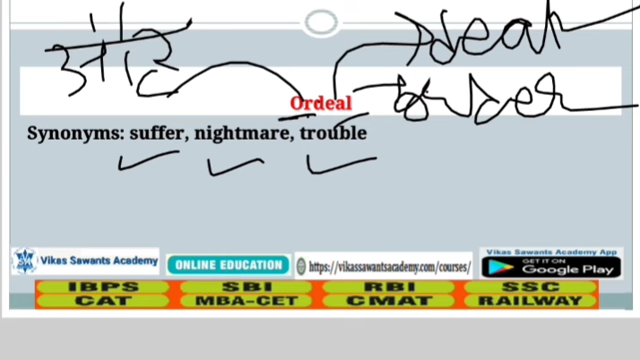 order
Ordeal
Synonyms: suffer, nightmare, trouble
Vikas Sawants Academy
ONLINE EDUCATION
https://vikassawantsacademy.com/courses/
Vikas Sawants Academy App
GET IT ON
Google Play
IBPS SBI RBI SSC
CAT MBA-CET CMAT RAILWAY